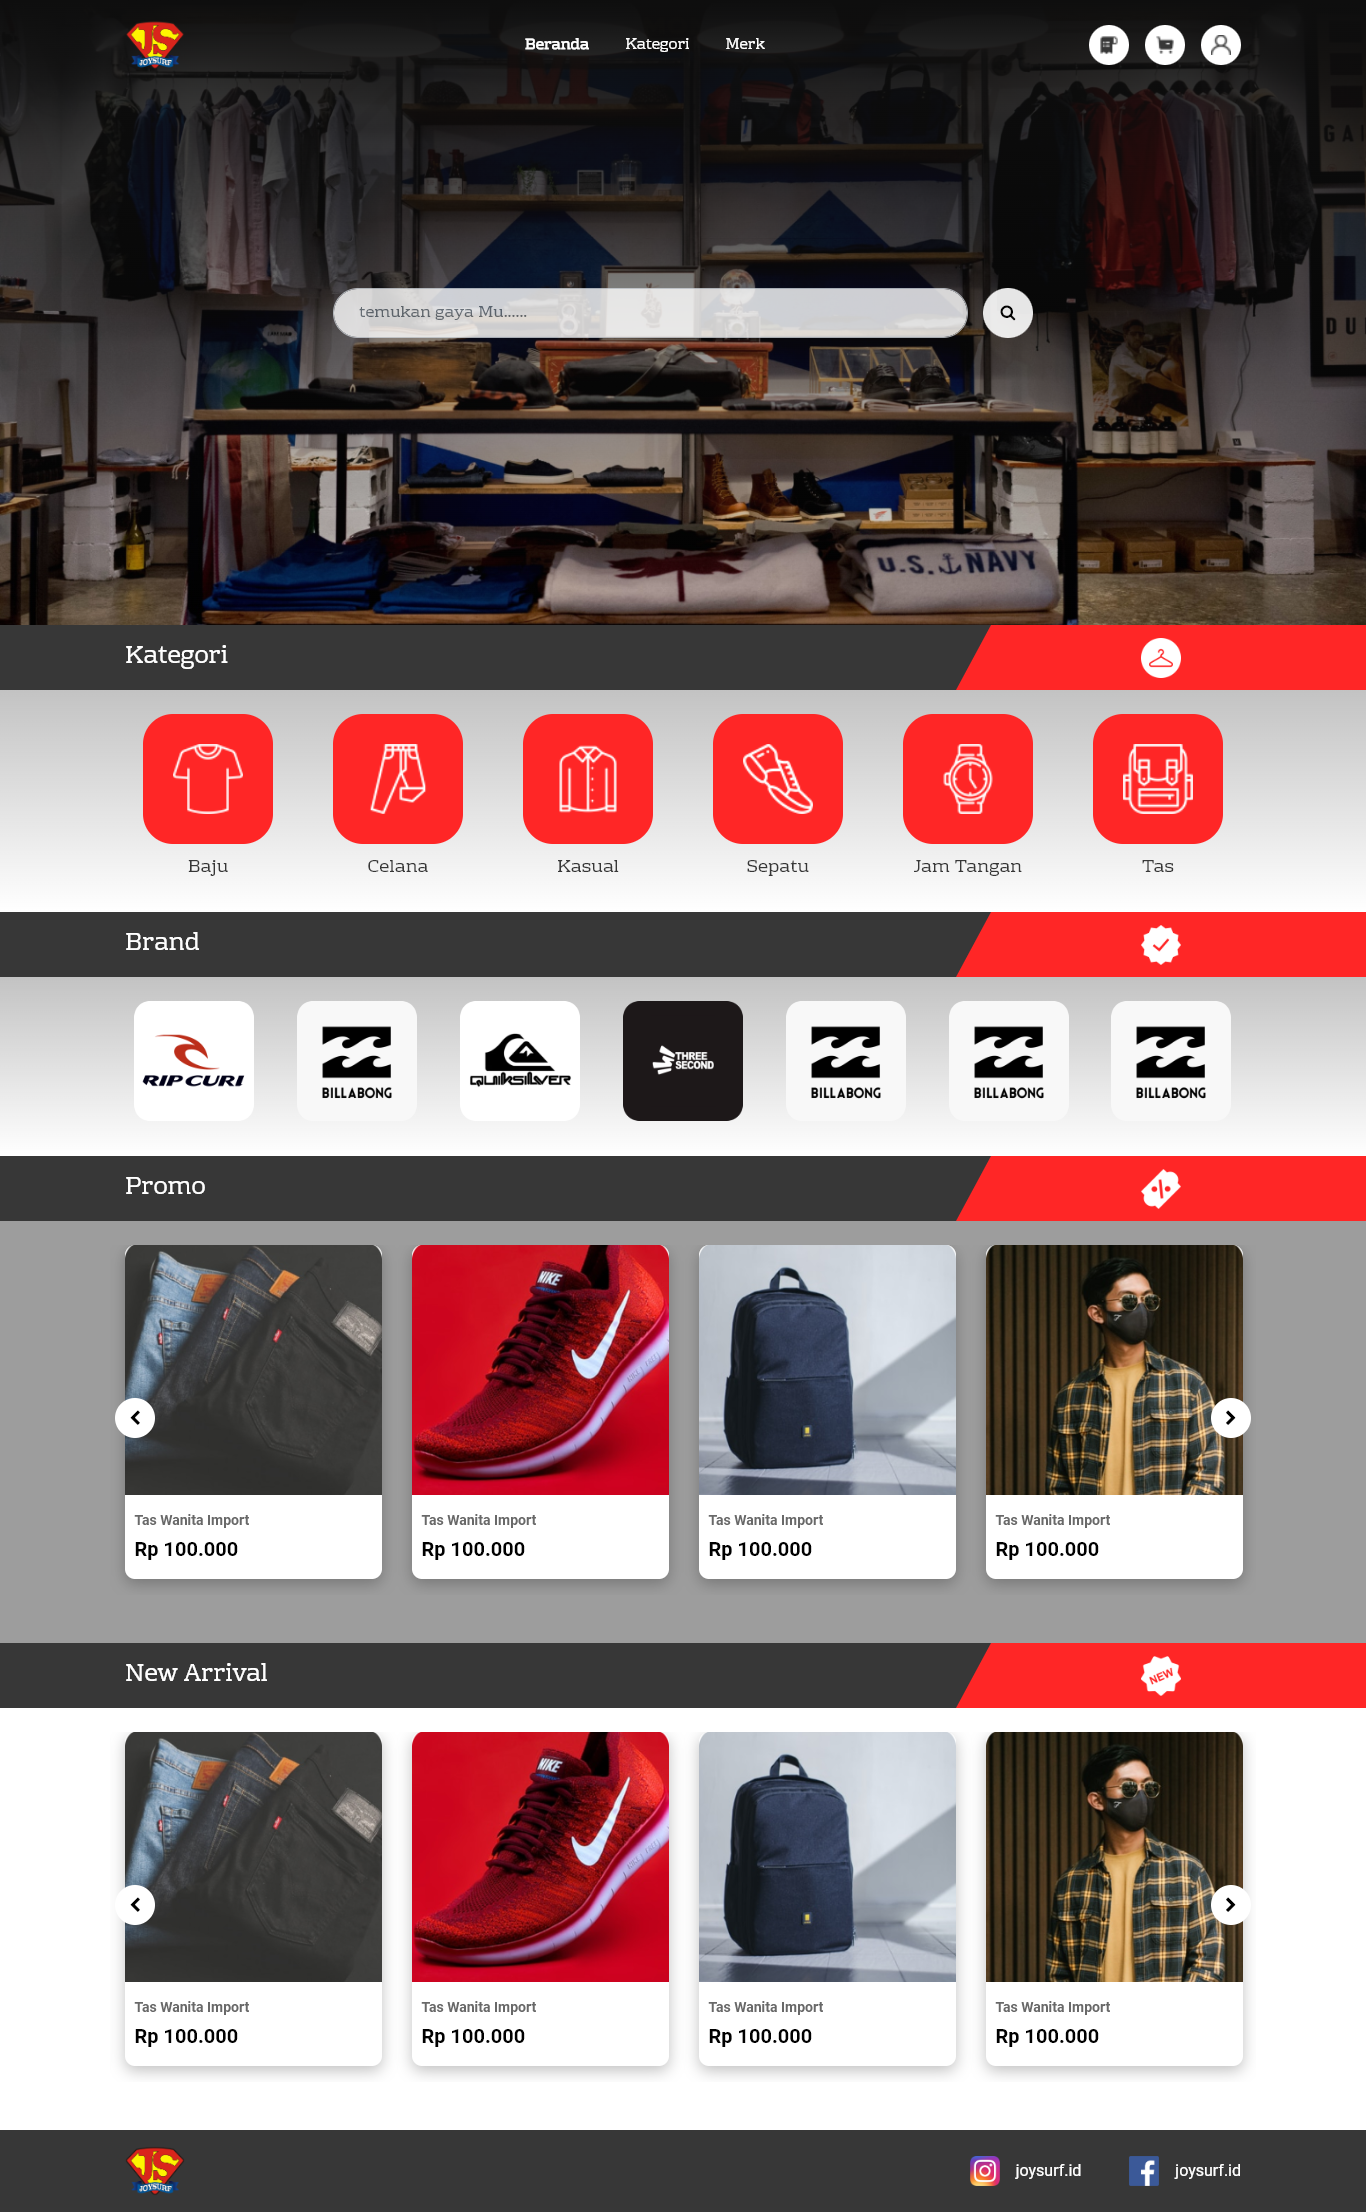 JS
JOYSURF
Beranda Kategori Merk
M
GA
DU
temukan gaya Mu......
U.S. NAVY
Kategori
Baju Celana Kasual Sepatu Jam Tangan Tas
Brand
RIP CURl
BILLABONG
QUIKSILVER
THREE
SECOND
BILLABONG
BILLABONG
BILLABONG
Promo
NIKE
Tas Wanita Import Tas Wanita Import Tas Wanita Import Tas Wanita Import
Rp 100.000 Rp 100.000 Rp 100.000 Rp 100.000
New Arrival
NEW
NIKE
Tas Wanita Import Tas Wanita Import Tas Wanita Import Tas Wanita Import
Rp 100.000 Rp 100.000 Rp 100.000 Rp 100.000
JS
JOYSURF
joysurf.id joysurf.id